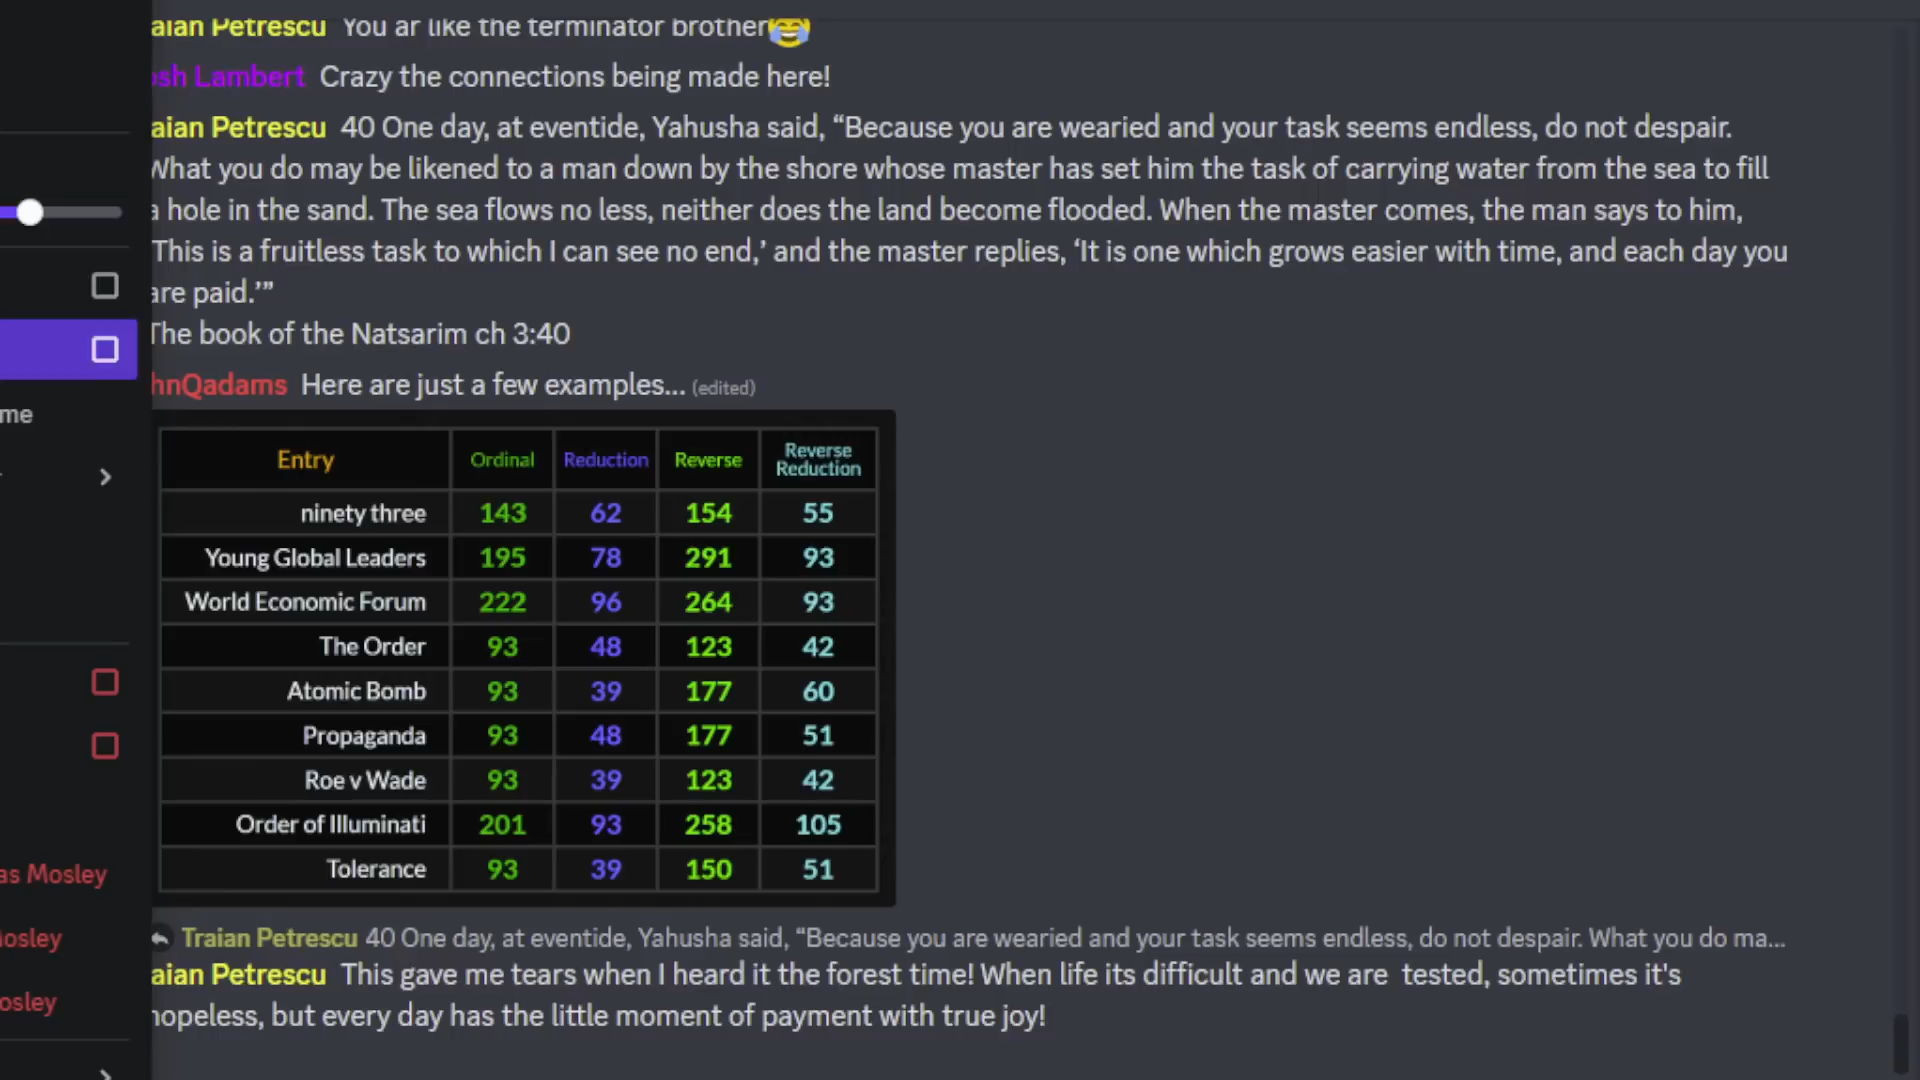 aian Petrescu You ar like the terminator brother😂
osh Lambert Crazy the connections being made here!
aian Petrescu 40 One day, at eventide, Yahusha said, “Because you are wearied and your task seems endless, do not despair.
What you do may be likened to a man down by the shore whose master has set him the task of carrying water from the sea to fill
a hole in the sand. The sea flows no less, neither does the land become flooded. When the master comes, the man says to him,
This is a fruitless task to which I can see no end,’ and the master replies, ‘It is one which grows easier with time, and each day you
are paid.’”
The book of the Natsarim ch 3:40
hnQadams Here are just a few examples... (edited)
me
Entry Ordinal Reduction Reverse Reverse Reduction
ninety three 143 62 154 55
Young Global Leaders 195 78 291 93
World Economic Forum 222 96 264 93
The Order 93 48 123 42
Atomic Bomb 93 39 177 60
Propaganda 93 48 177 51
Roe v Wade 93 39 123 42
Order of Illuminati 201 93 258 105
Tolerance 93 39 150 51
as Mosley
Mosley
osley
Traian Petrescu 40 One day, at eventide, Yahusha said, “Because you are wearied and your task seems endless, do not despair. What you do ma...
aian Petrescu This gave me tears when I heard it the forest time! When life its difficult and we are tested, sometimes it's
hopeless, but every day has the little moment of payment with true joy!